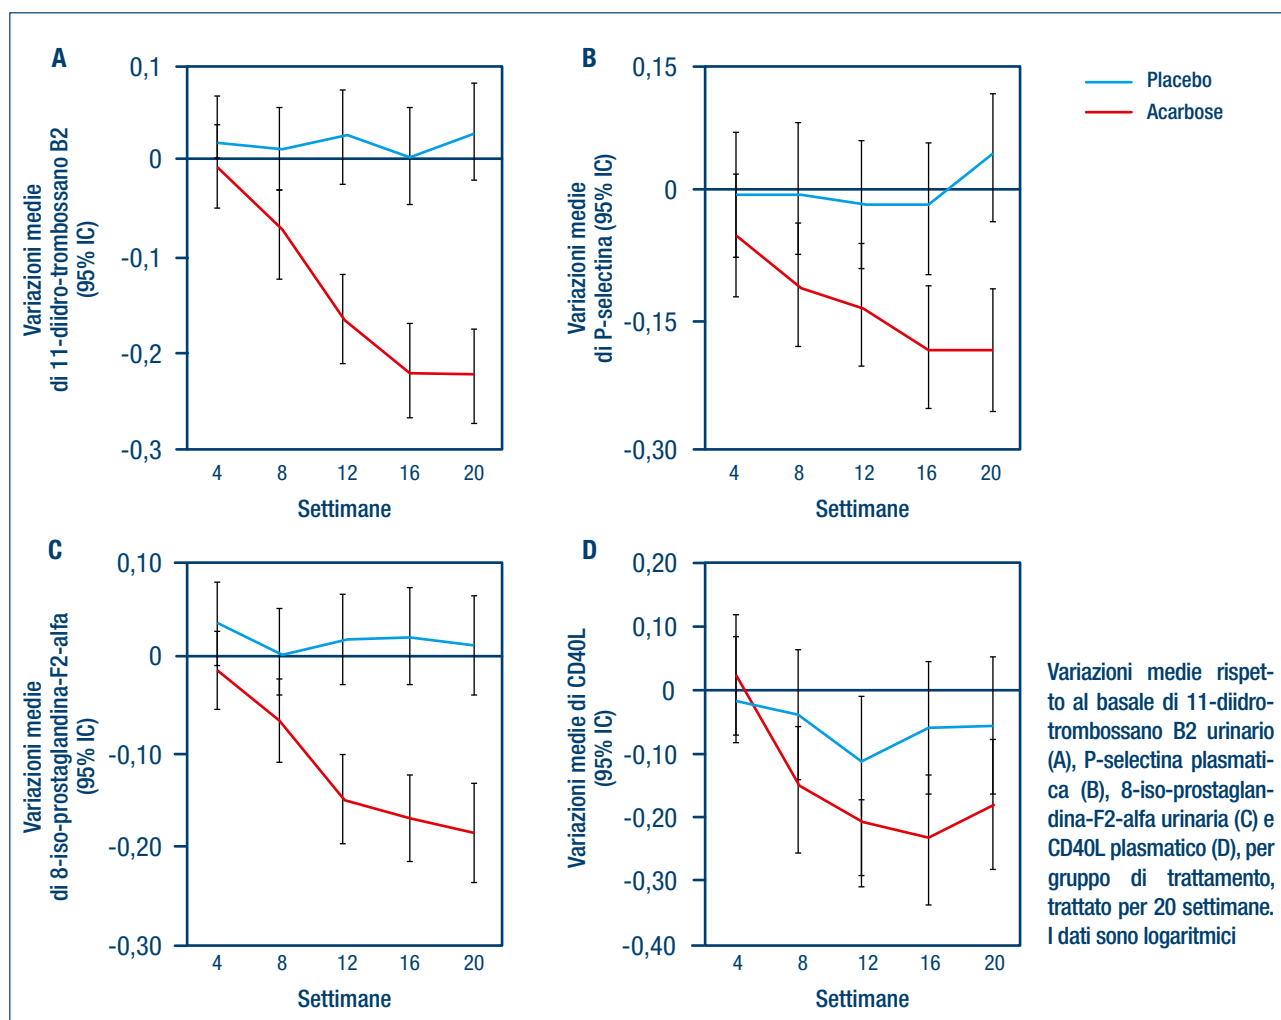 A
Variazioni medie
di 11-diidro-trombossano B2
(95% IC)
0,1
0
-0,1
-0,2
-0,3
4 8 12 16 20
Settimane
B
Variazioni medie
di P-selectina (95% IC)
0,15
0
-0,15
-0,30
4 8 12 16 20
Settimane
Placebo
Acarbose
C
Variazioni medie
di 8-iso-prostaglandina-F2-alfa
(95% IC)
0,10
0
-0,10
-0,20
-0,30
4 8 12 16 20
Settimane
D
Variazioni medie di CD40L
(95% IC)
0,20
0,10
0
-0,10
-0,20
-0,30
-0,40
4 8 12 16 20
Settimane
Variazioni medie rispet-
to al basale di 11-diidro-
trombossano B2 urinario
(A), P-selectina plasmati-
ca (B), 8-iso-prostaglan-
dina-F2-alfa urinaria (C) e
CD40L plasmatico (D), per
gruppo di trattamento,
trattato per 20 settimane.
I dati sono logaritmici